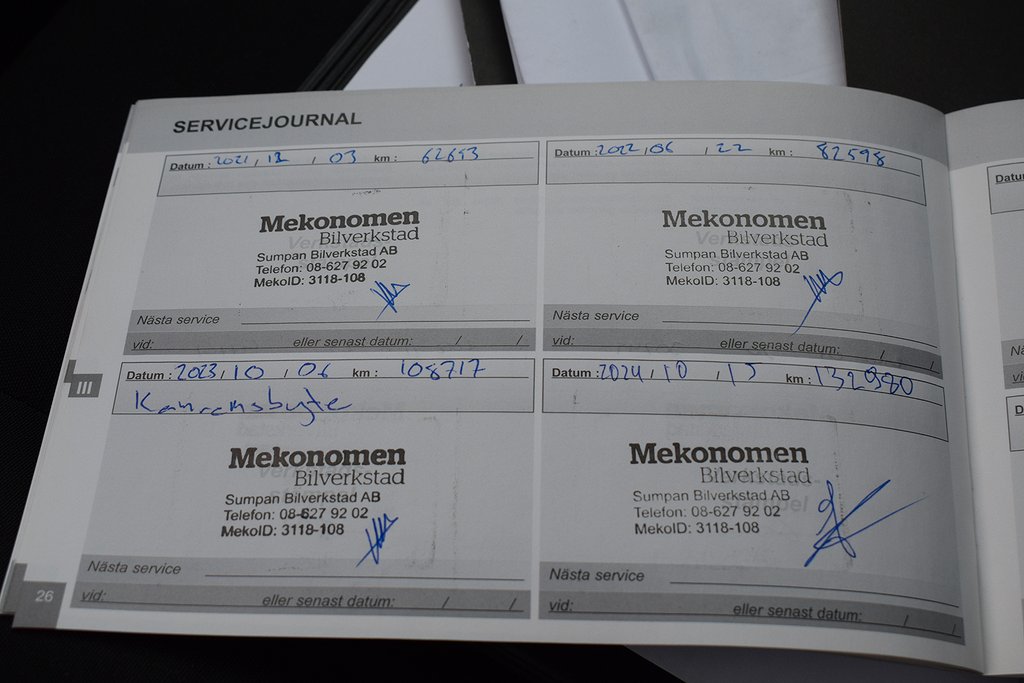 SERVICEJOURNAL
Datum : 2021 / 12 / 03 km : 62653
Mekonomen
Bilverkstad
Sumpan Bilverkstad AB
Telefon: 08-627 92 02
MekoID: 3118-108
Nästa service
vid: eller senast datum: / /
Datum : 2022 / 06 / 22 km : 82598
Mekonomen
Bilverkstad
Sumpan Bilverkstad AB
Telefon: 08-627 92 02
MekoID: 3118-108
Nästa service
vid: eller senast datum: / /
Datum : 2023 / 10 / 06 km : 108717
Kamremsbyte
Mekonomen
Bilverkstad
Sumpan Bilverkstad AB
Telefon: 08-627 92 02
MekoID: 3118-108
Nästa service
vid: eller senast datum: / /
Datum : 2024 / 10 / 15 km : 132980
Mekonomen
Bilverkstad
Sumpan Bilverkstad AB
Telefon: 08-627 92 02
MekoID: 3118-108
Nästa service
vid: eller senast datum: / /
III
26